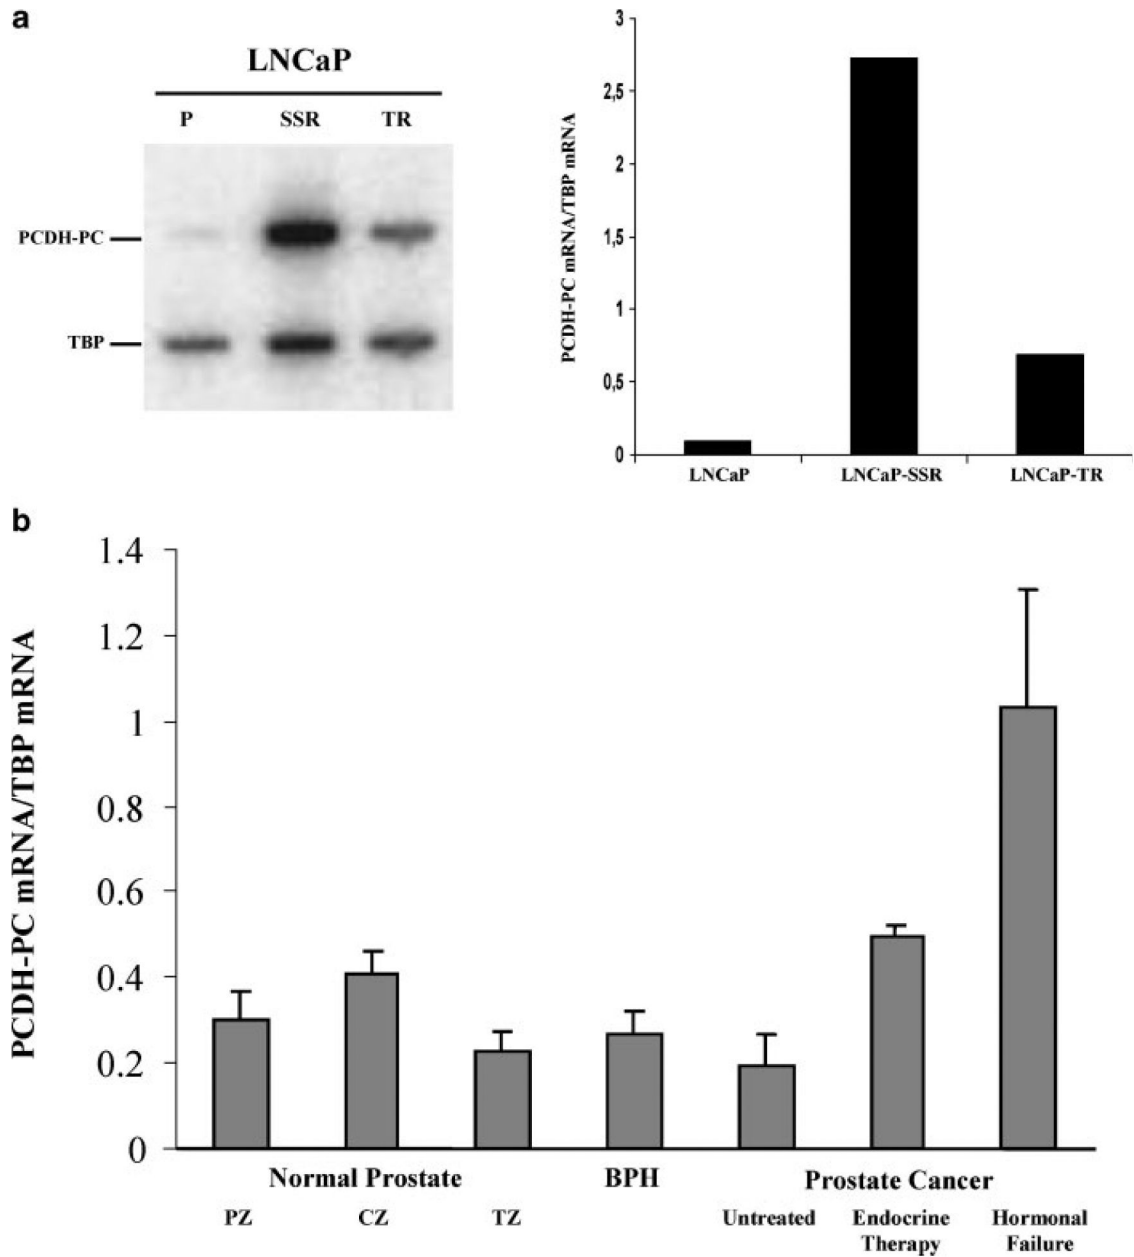 a
LNCaP
P SSR TR
PCDH-PC
TBP
PCDH-PC mRNA/TBP mRNA
3
2,5
2
1,5
1
0,5
0
LNCaP LNCaP-SSR LNCaP-TR
b
PCDH-PC mRNA/TBP mRNA
1.4
1.2
1
0.8
0.6
0.4
0.2
0
Normal Prostate BPH Prostate Cancer
PZ CZ TZ Untreated Endocrine Hormonal
Therapy Failure